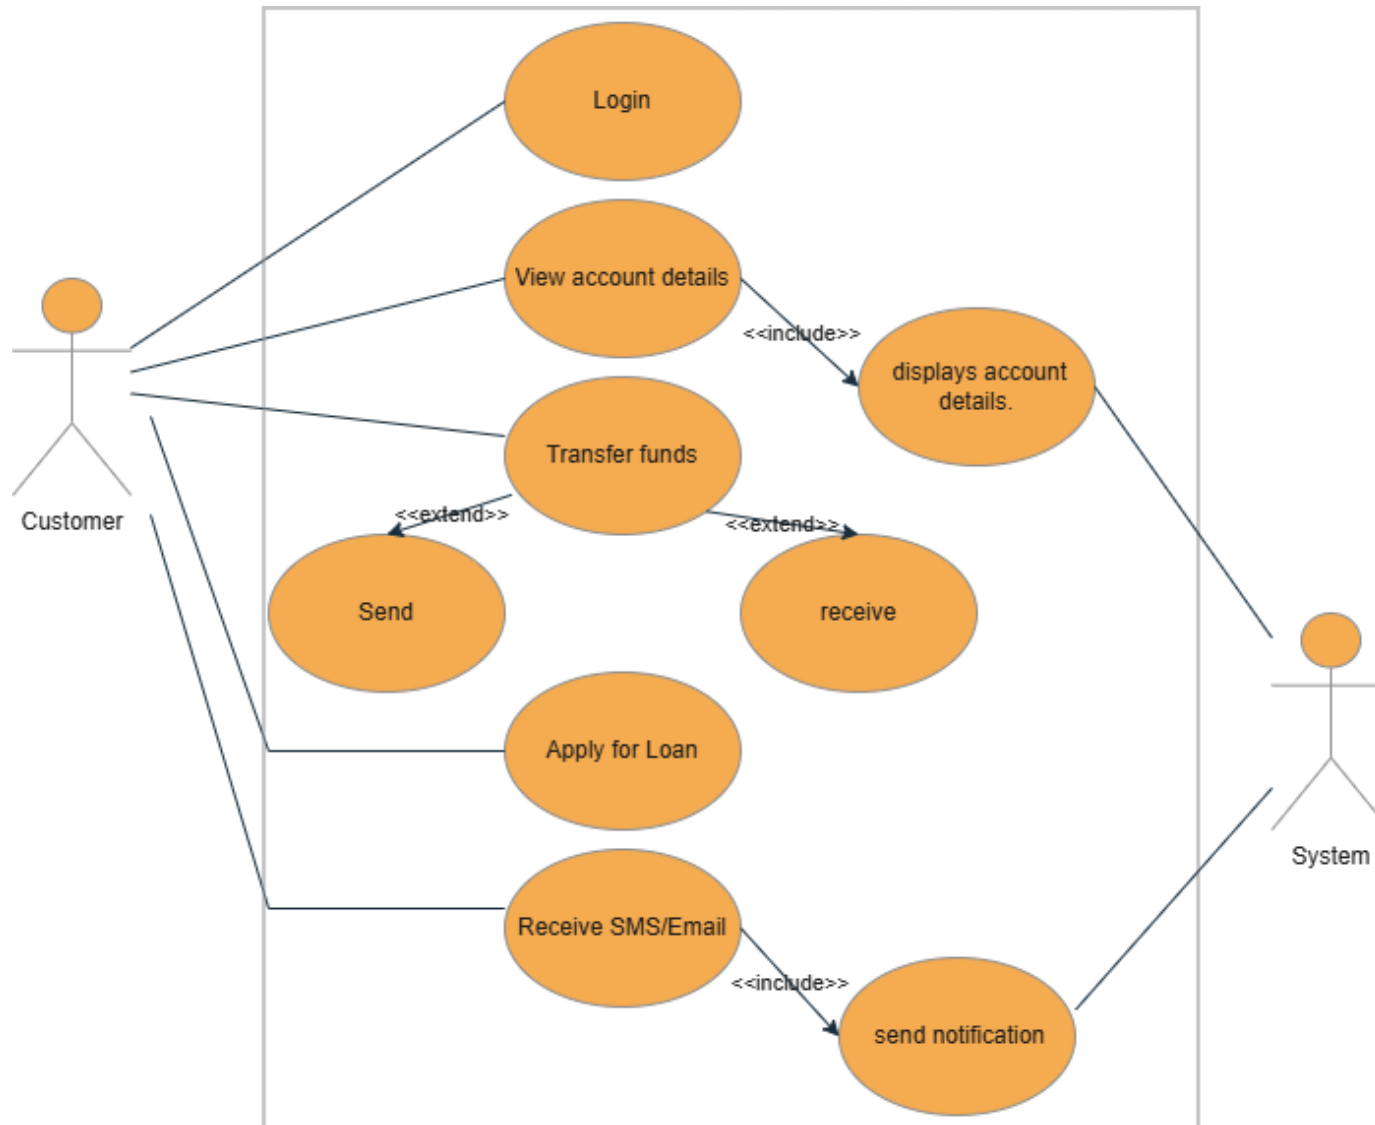 Login
View account details
<<include>>
displays account
details.
Transfer funds
Customer
<<extend>>
<<extend>>
Send
receive
Apply for Loan
System
Receive SMS/Email
<<include>>
send notification